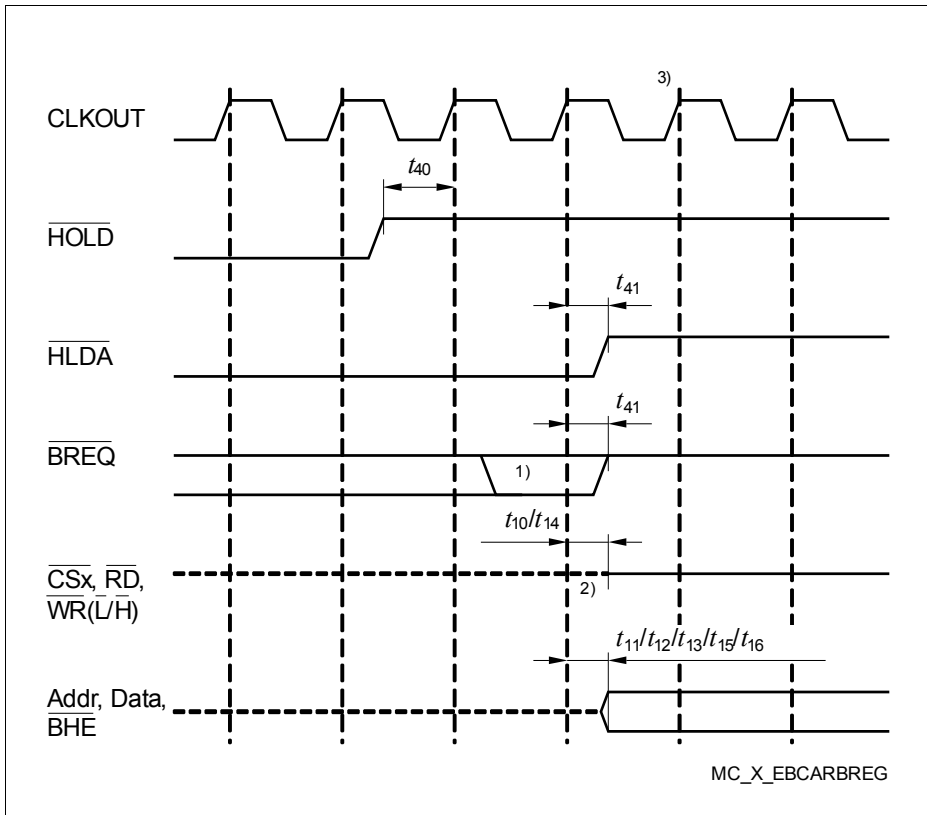 3)
CLKOUT
t40
HOLD
t41
HLDA
t41
BREQ
1)
t10/t14
CSx, RD,
WR(L/H)
2)
t11/t12/t13/t15/t16
Addr, Data,
BHE
MC_X_EBCARBREG